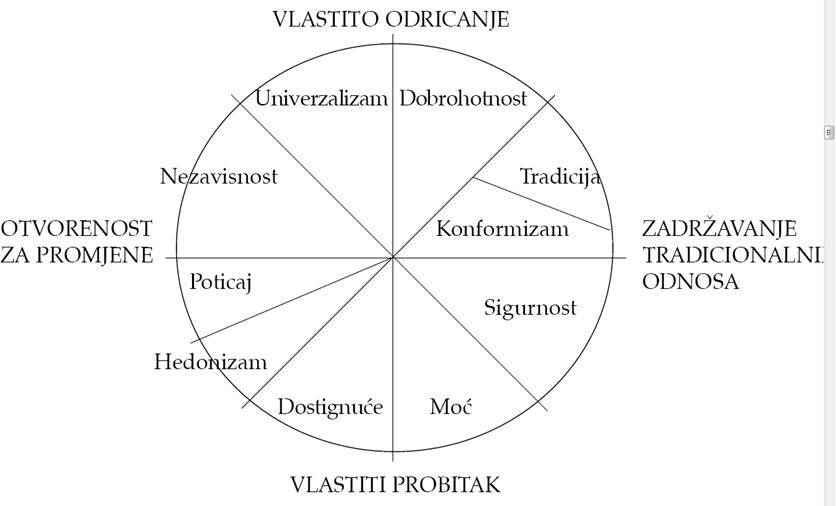 VLASTITO ODRICANJE
Univerzalizam
Dobrohotnost
Nezavisnost
Tradicija
OTVORENOST
ZA PROMJENE
Konformizam
ZADRŽAVANJE
TRADICIONALNI
ODNOSA
Poticaj
Sigurnost
Hedonizam
Dostignuće
Moć
VLASTITI PROBITAK